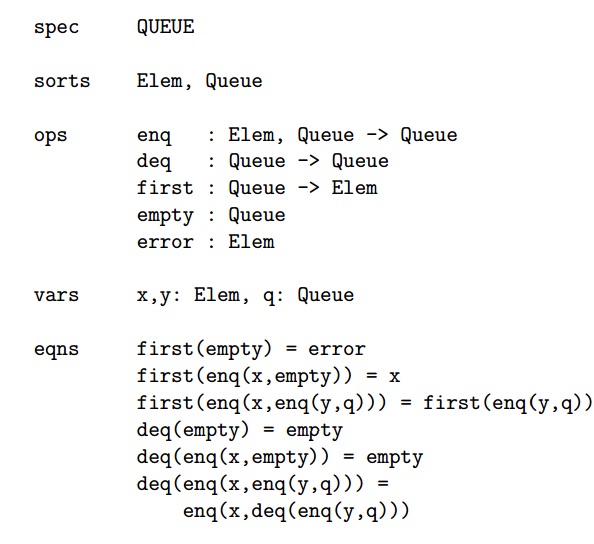 spec QUEUE
sorts Elem, Queue
ops enq : Elem, Queue -> Queue
deq : Queue -> Queue
first : Queue -> Elem
empty : Queue
error : Elem
vars x,y: Elem, q: Queue
eqns first(empty) = error
first(enq(x,empty)) = x
first(enq(x,enq(y,q))) = first(enq(y,q))
deq(empty) = empty
deq(enq(x,empty)) = empty
deq(enq(x,enq(y,q))) =
enq(x,deq(enq(y,q)))